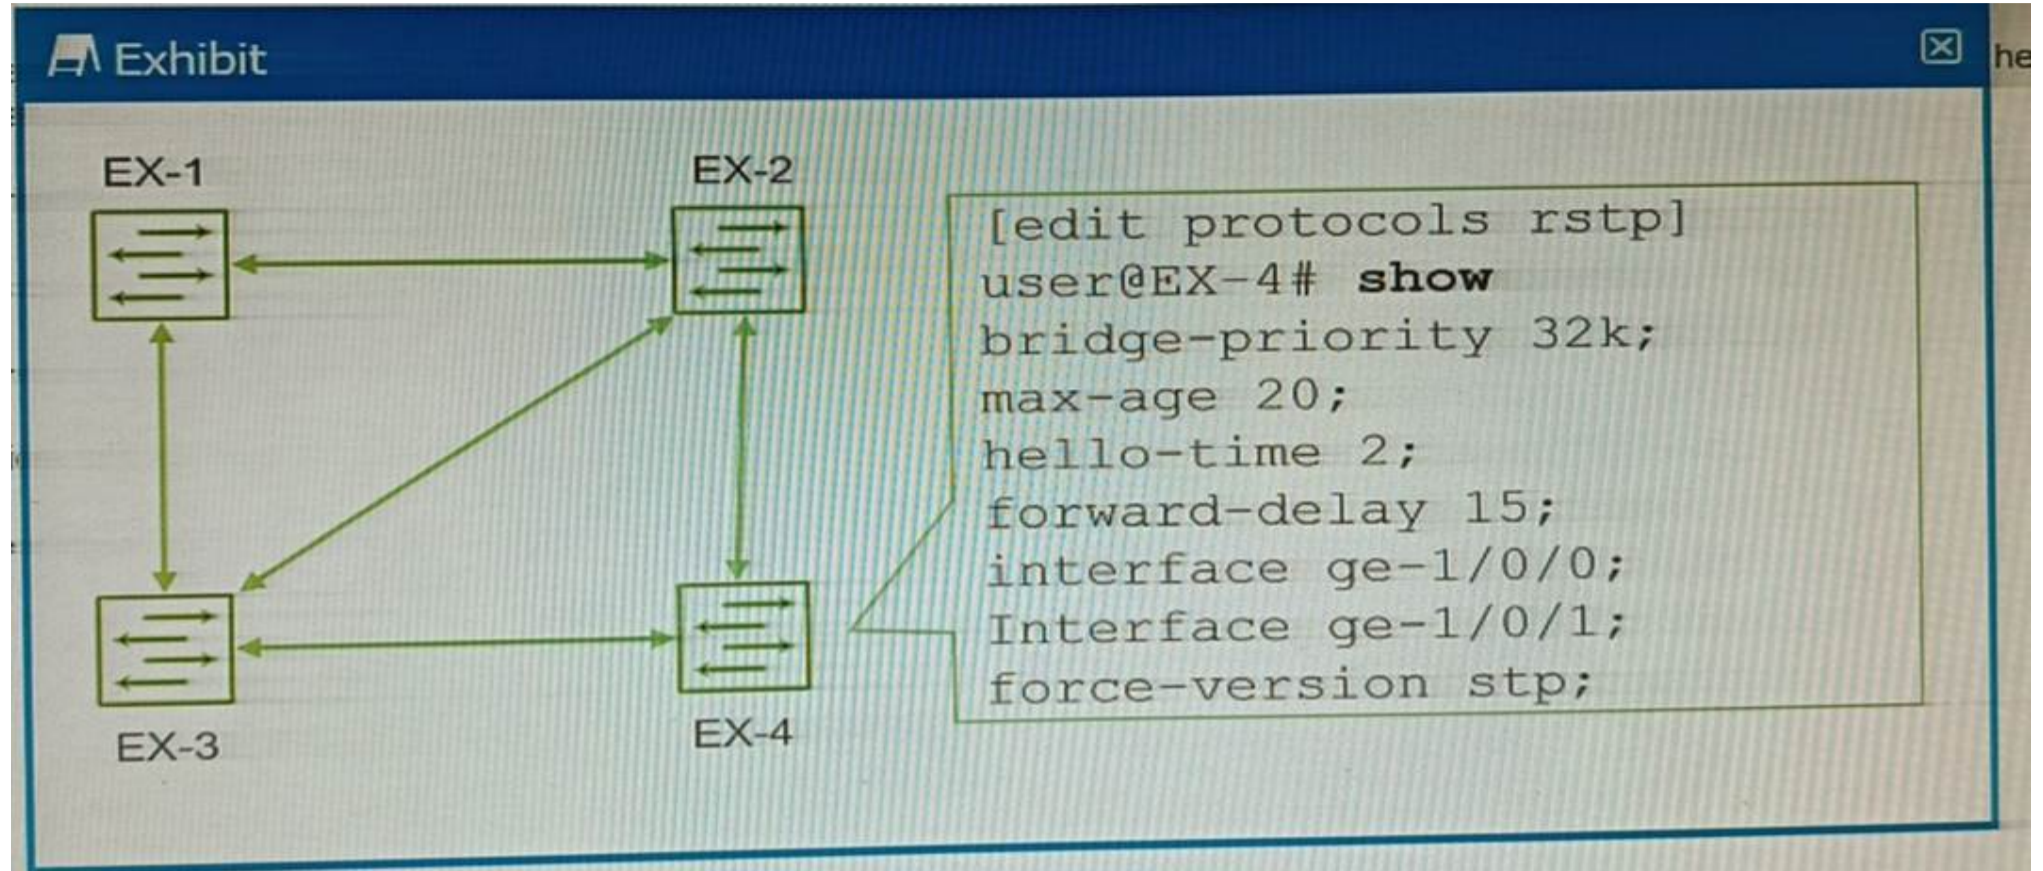 Exhibit
he
EX-1
EX-2
[edit protocols rstp]
user@EX-4# show
bridge-priority 32k;
max-age 20;
hello-time 2;
forward-delay 15;
interface ge-1/0/0;
Interface ge-1/0/1;
force-version stp;
EX-3
EX-4